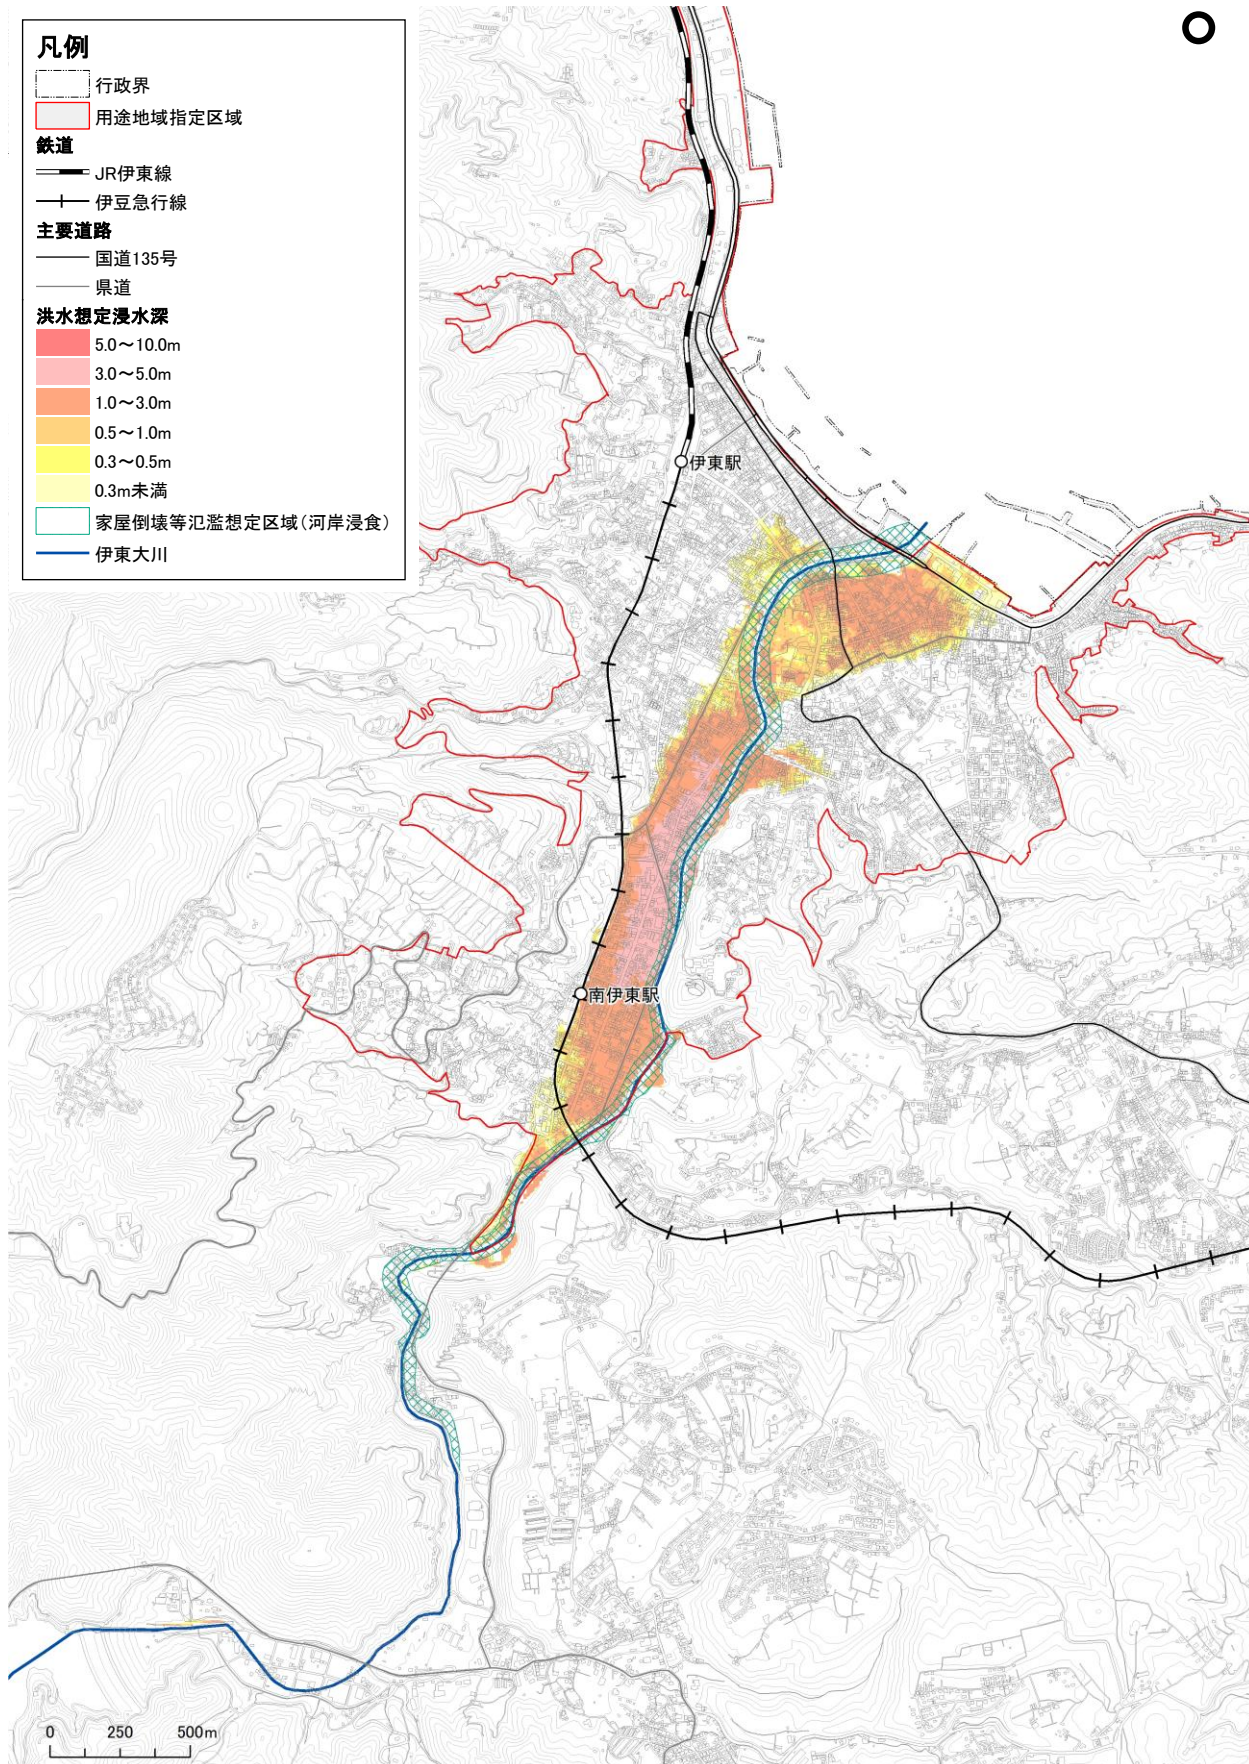 凡例
行政界
用途地域指定区域
鉄道
JR伊東線
伊豆急行線
主要道路
国道135号
県道
洪水想定浸水深
5.0～10.0m
3.0～5.0m
1.0～3.0m
0.5～1.0m
0.3～0.5m
0.3m未満
家屋倒壊等氾濫想定区域（河岸浸食）
伊東大川
伊東駅
南伊東駅
0 250 500m